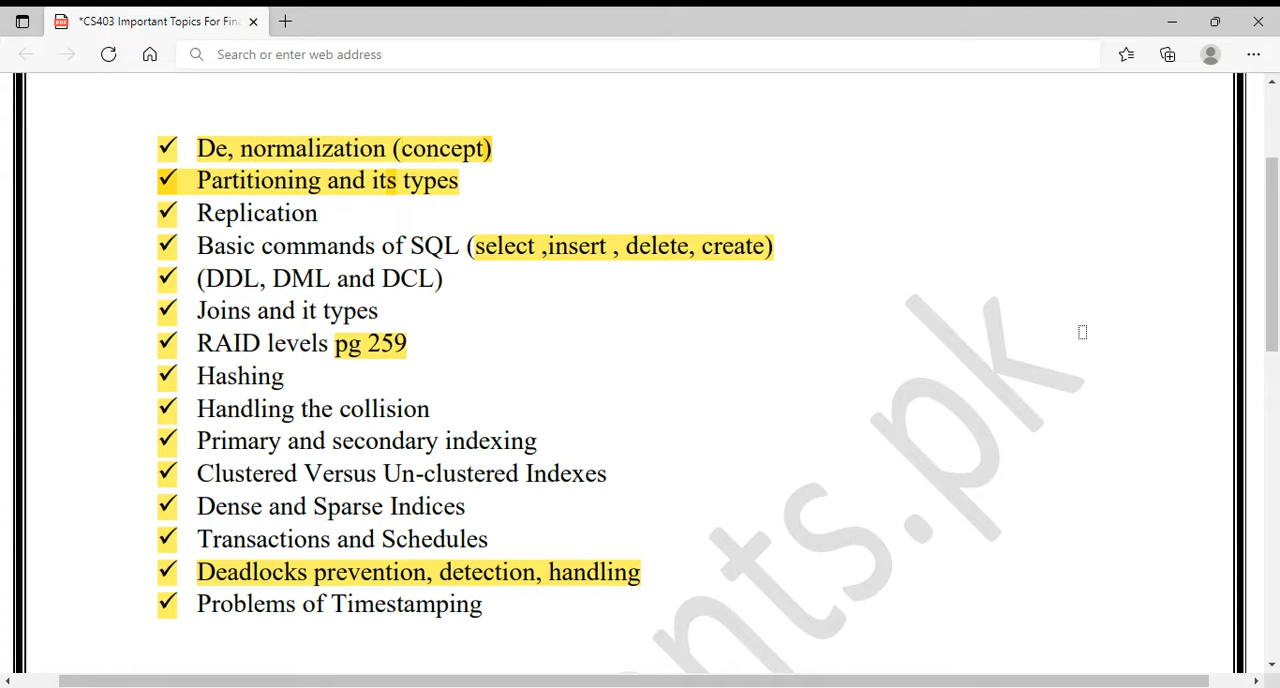 *CS403 Important Topics For Fin
Search or enter web address
✓ De, normalization (concept)
✓ Partitioning and its types
✓ Replication
✓ Basic commands of SQL (select ,insert , delete, create)
✓ (DDL, DML and DCL)
✓ Joins and it types
✓ RAID levels pg 259
✓ Hashing
✓ Handling the collision
✓ Primary and secondary indexing
✓ Clustered Versus Un-clustered Indexes
✓ Dense and Sparse Indices
✓ Transactions and Schedules
✓ Deadlocks prevention, detection, handling
✓ Problems of Timestamping
nts.pk